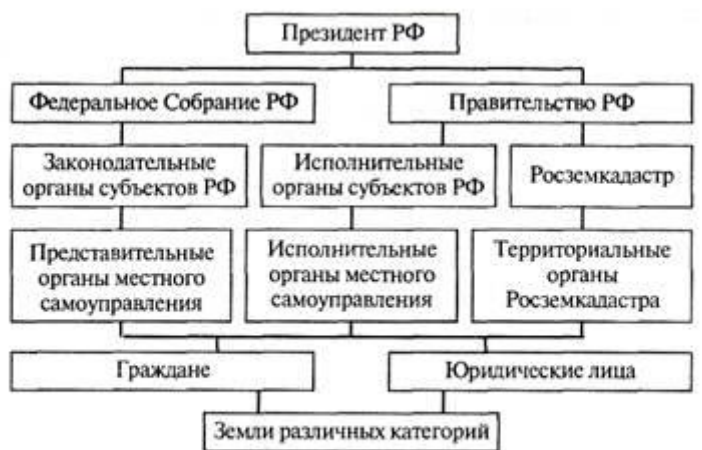 Президент РФ
Федеральное Собрание РФ
Правительство РФ
Законодательные
органы субъектов РФ
Исполнительные
органы субъектов РФ
Росземкадастр
Представительные
органы местного
самоуправления
Исполнительные
органы местного
самоуправления
Территориальные
органы
Росземкадастра
Граждане
Юридические лица
Земли различных категорий